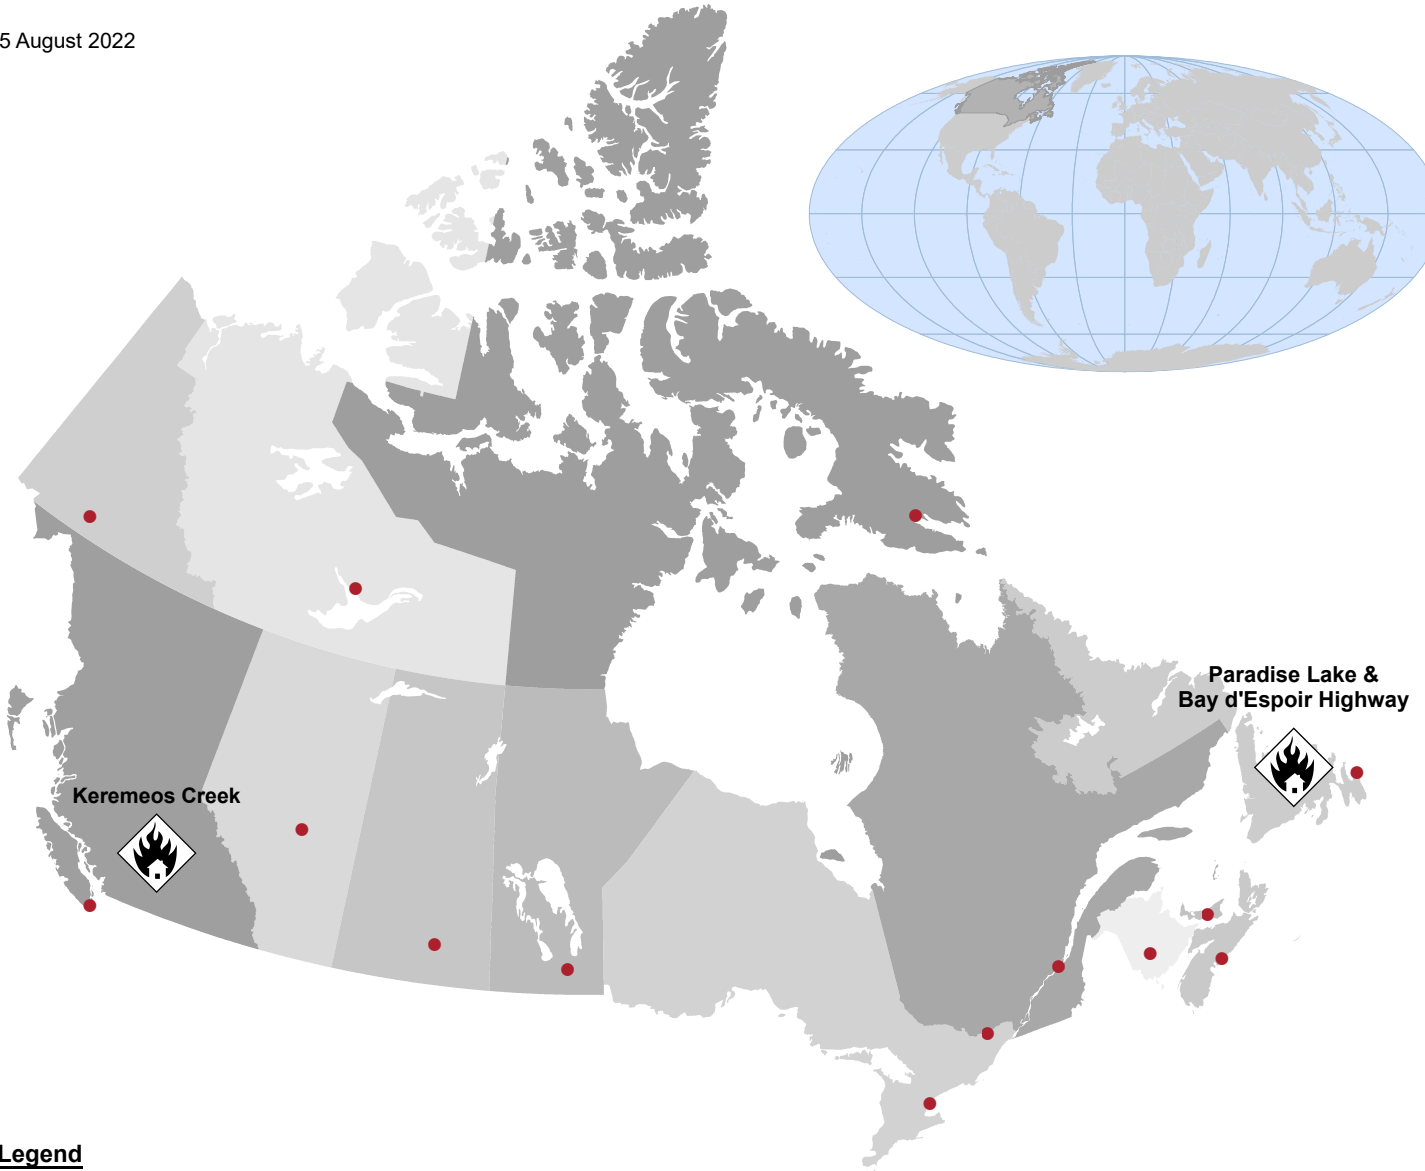 5 August 2022
Paradise Lake &
Bay d'Espoir Highway
Keremeos Creek
Legend